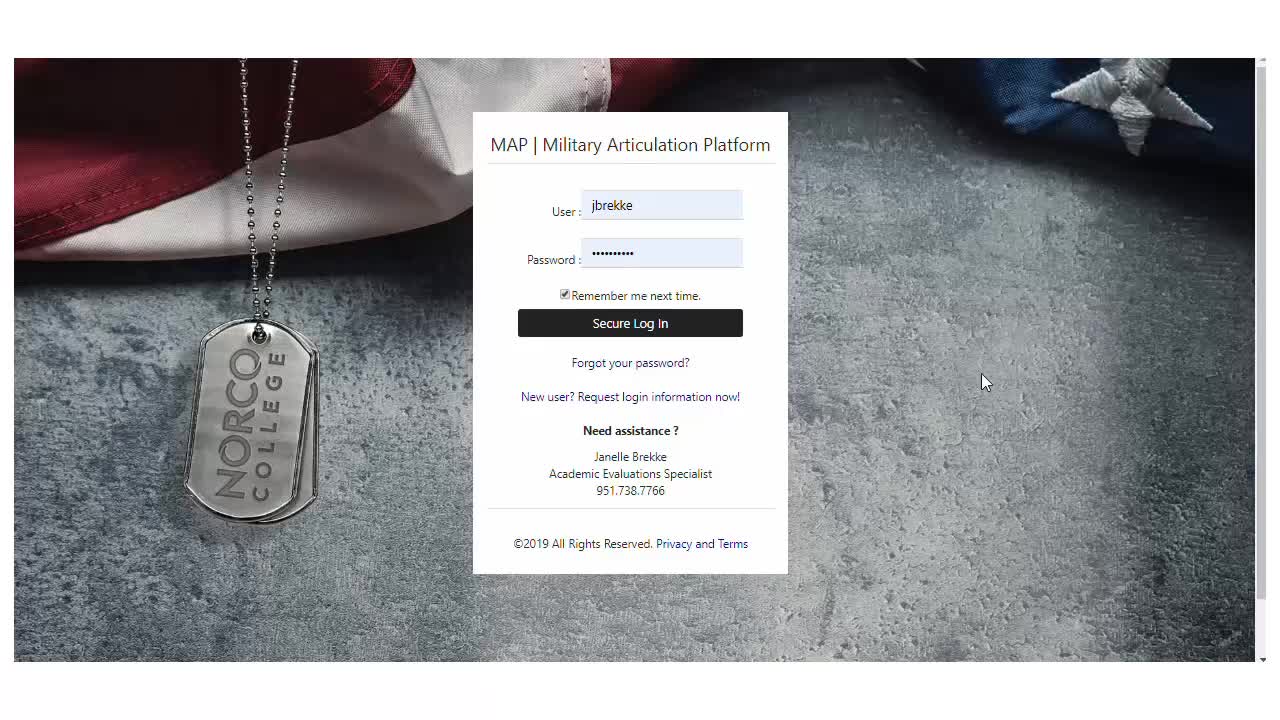 MAP | Military Articulation Platform
User : jbrekke
Password : ••••••••••
Remember me next time.
Secure Log In
Forgot your password?
New user? Request login information now!
Need assistance ?
Janelle Brekke
Academic Evaluations Specialist
951.738.7766
©2019 All Rights Reserved. Privacy and Terms
NORCO
COLLEGE